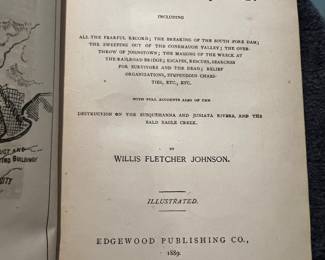 INCLUDING
ALL THE FEARFUL RECORD; THE BREAKING OF THE SOUTH FORK DAM;
THE SWEEPING OUT OF THE CONEMAUGH VALLEY; THE OVER-
THROW OF JOHNSTOWN; THE MASSING OF THE WRECK AT
THE RAILROAD BRIDGE; ESCAPES, RESCUES, SEARCHES
FOR SURVIVORS AND THE DEAD; RELIEF
ORGANIZATIONS, STUPENDOUS CHARI-
TIES, ETC., ETC.
WITH FULL ACCOUNTS ALSO OF THE
DESTRUCTION ON THE SUSQUEHANNA AND JUNIATA RIVERS, AND THE
BALD EAGLE CREEK.
BY
WILLIS FLETCHER JOHNSON.
ILLUSTRATED.
EDGEWOOD PUBLISHING CO.,
1889.
UCT AND
BUILDING!